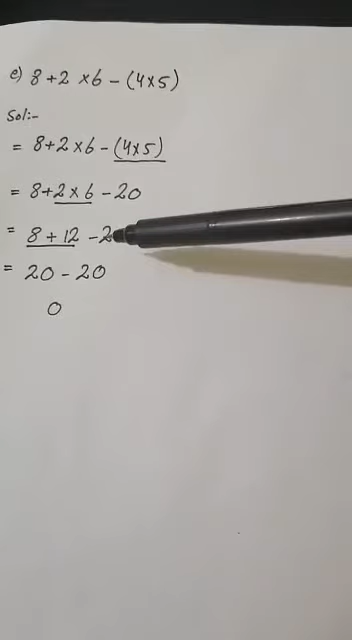 e) 8+2 ×6 – (4×5)
Sol:-
= 8+2×6 – (4×5)
= 8+2×6 – 20
= 8+12 – 2
= 20 – 20
0